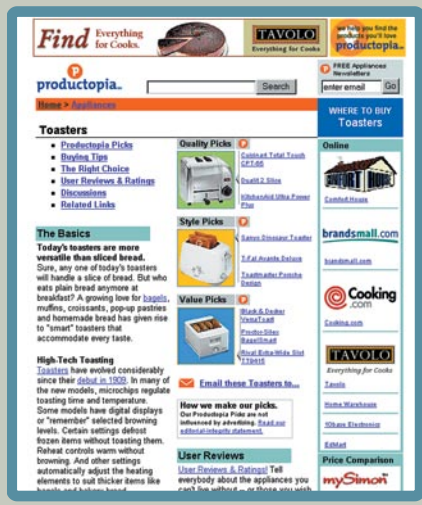 Find Everything for Cooks.
TAVOLO
Everything for Cooks
we help you find the
products you'll love
productopia
productopia
Search
FREE Appliances
Newsletters
enter email
Go
Home > Appliances
WHERE TO BUY
Toasters
Toasters
Productopia Picks
Buying Tips
The Right Choice
User Reviews & Ratings
Discussions
Related Links
The Basics
Today's toasters are more
versatile than sliced bread.
Sure, any one of today's toasters
will handle a slice of bread. But who
eats plain bread anymore at
breakfast? A growing love for bagels,
muffins, croissants, pop-up pastries
and homemade bread has given rise
to "smart" toasters that
accommodate every taste.
High-Tech Toasting
Toasters have evolved considerably
since their debut in 1909. In many of
the new models, microchips regulate
toasting time and temperature.
Some models have digital displays
or "remember" selected browning
levels. Certain settings defrost
frozen items without toasting them.
Reheat controls warm without
browning. And other settings
automatically adjust the heating
elements to suit thicker items like
bagels and bakery bread.
Quality Picks
Cuisinart Total Touch
CPT-65
Dualit 2 Slice
KitchenAid Ultra Power
Plus
Style Picks
Sanyo Dinosaur Toaster
T-Fal Avante Deluxe
Toastmaster Porsche
Design
Value Picks
Black & Decker
VersaToast
Proctor-Silex
BagelSmart
Rival Extra-Wide Slot
Email these Toasters to...
How we make our picks.
Our Productopia Picks are not
influenced by advertising. Read our
editorial-integrity statement.
User Reviews
User Reviews & Ratings! Tell
everybody about the appliances you
can't live without -- or those you wish
Online
Comfort House
brandsmall.com
brandsmall.com
Cooking
.com
Cooking.com
TAVOLO
Everything for Cooks
Tavolo
Home Warehouse
10base Electronics
EdMart
Price Comparison
mySimon